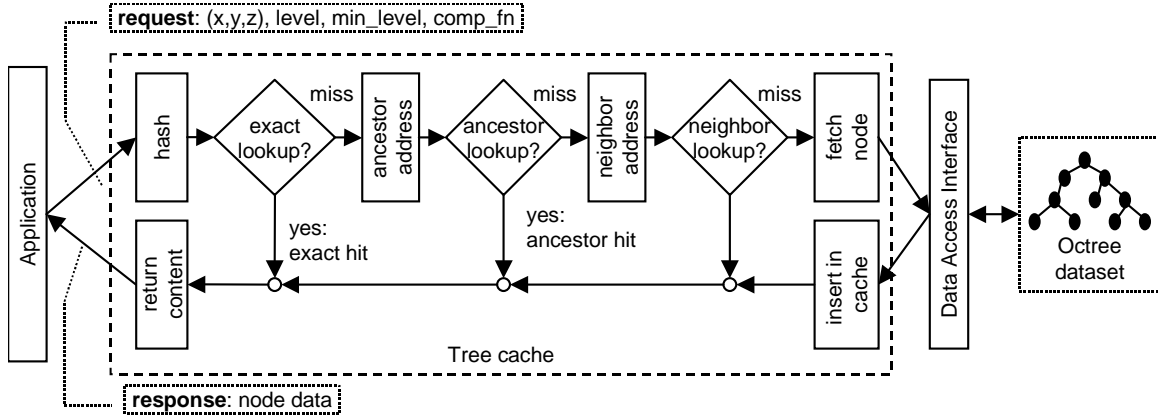 request: (x,y,z), level, min_level, comp_fn
Application
hash
exact
lookup?
miss
ancestor
address
ancestor
lookup?
miss
neighbor
address
neighbor
lookup?
miss
fetch
node
Data Access Interface
Octree
dataset
yes:
exact hit
yes:
ancestor hit
return
content
insert in
cache
Tree cache
response: node data